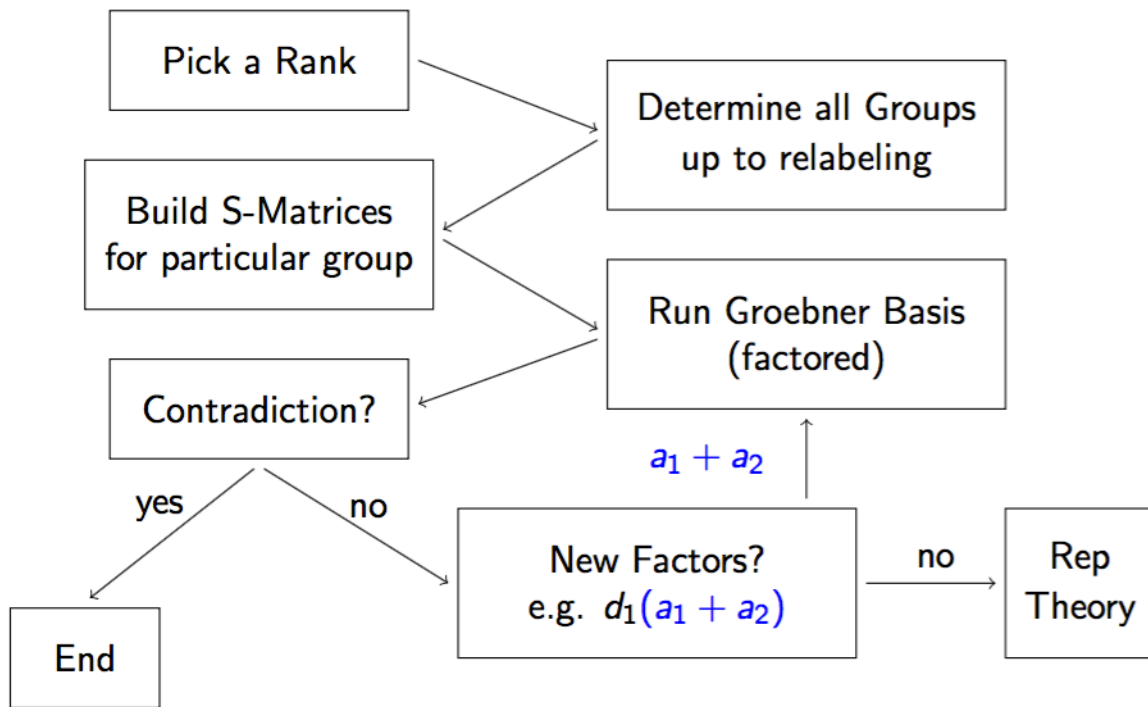 Pick a Rank
Determine all Groups
up to relabeling
Build S-Matrices
for particular group
Run Groebner Basis
(factored)
Contradiction?
a₁ + a₂
yes
no
New Factors?
e.g. d₁(a₁ + a₂)
no
Rep
Theory
End